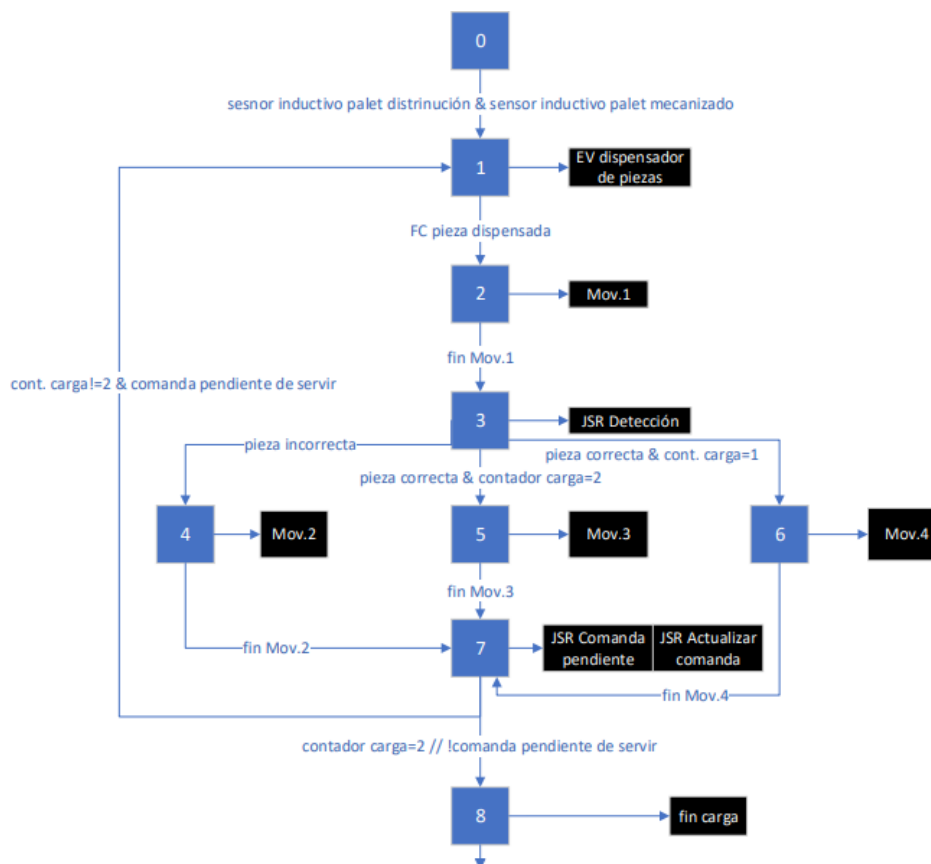 0
sesnor inductivo palet distrinución & sensor inductivo palet mecanizado
1
EV dispensador
de piezas
FC pieza dispensada
2
Mov.1
fin Mov.1
cont. carga!=2 & comanda pendiente de servir
3
JSR Detección
pieza incorrecta
pieza correcta & cont. carga=1
pieza correcta & contador carga=2
4
Mov.2
5
Mov.3
6
Mov.4
fin Mov.3
fin Mov.2
7
JSR Comanda
pendiente
JSR Actualizar
comanda
fin Mov.4
contador carga=2 // !comanda pendiente de servir
8
fin carga